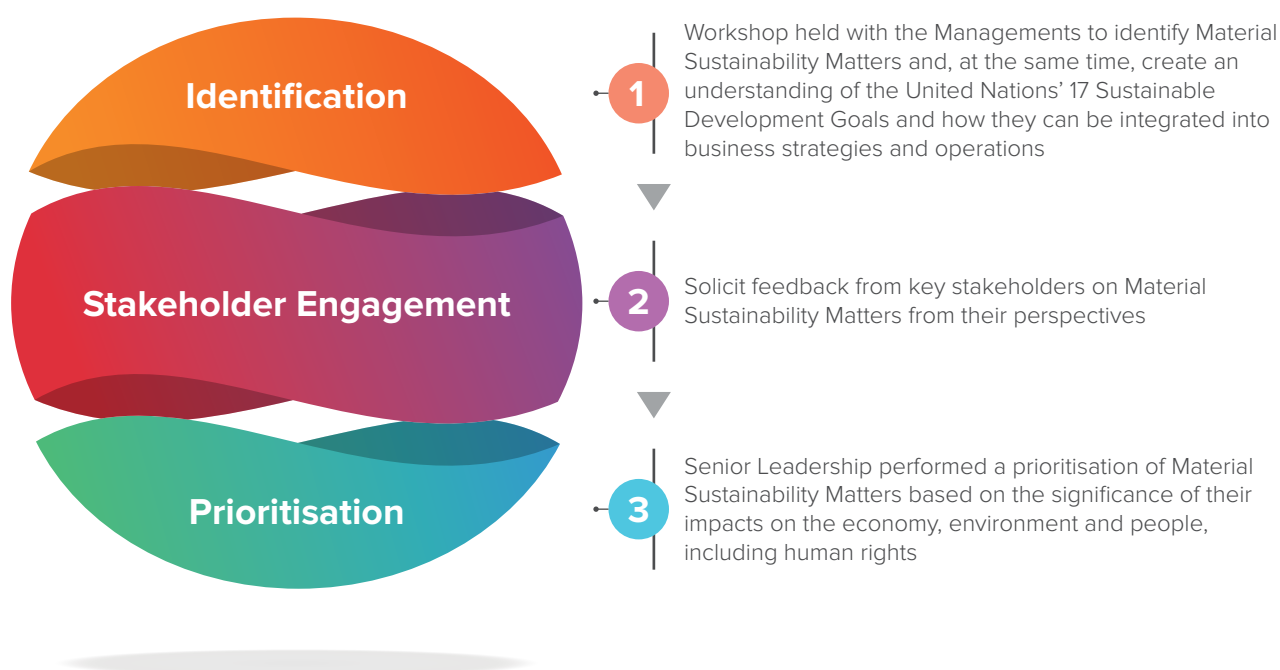 Identification
1
Workshop held with the Managements to identify Material
Sustainability Matters and, at the same time, create an
understanding of the United Nations’ 17 Sustainable
Development Goals and how they can be integrated into
business strategies and operations
Stakeholder Engagement
2
Solicit feedback from key stakeholders on Material
Sustainability Matters from their perspectives
Prioritisation
3
Senior Leadership performed a prioritisation of Material
Sustainability Matters based on the significance of their
impacts on the economy, environment and people,
including human rights